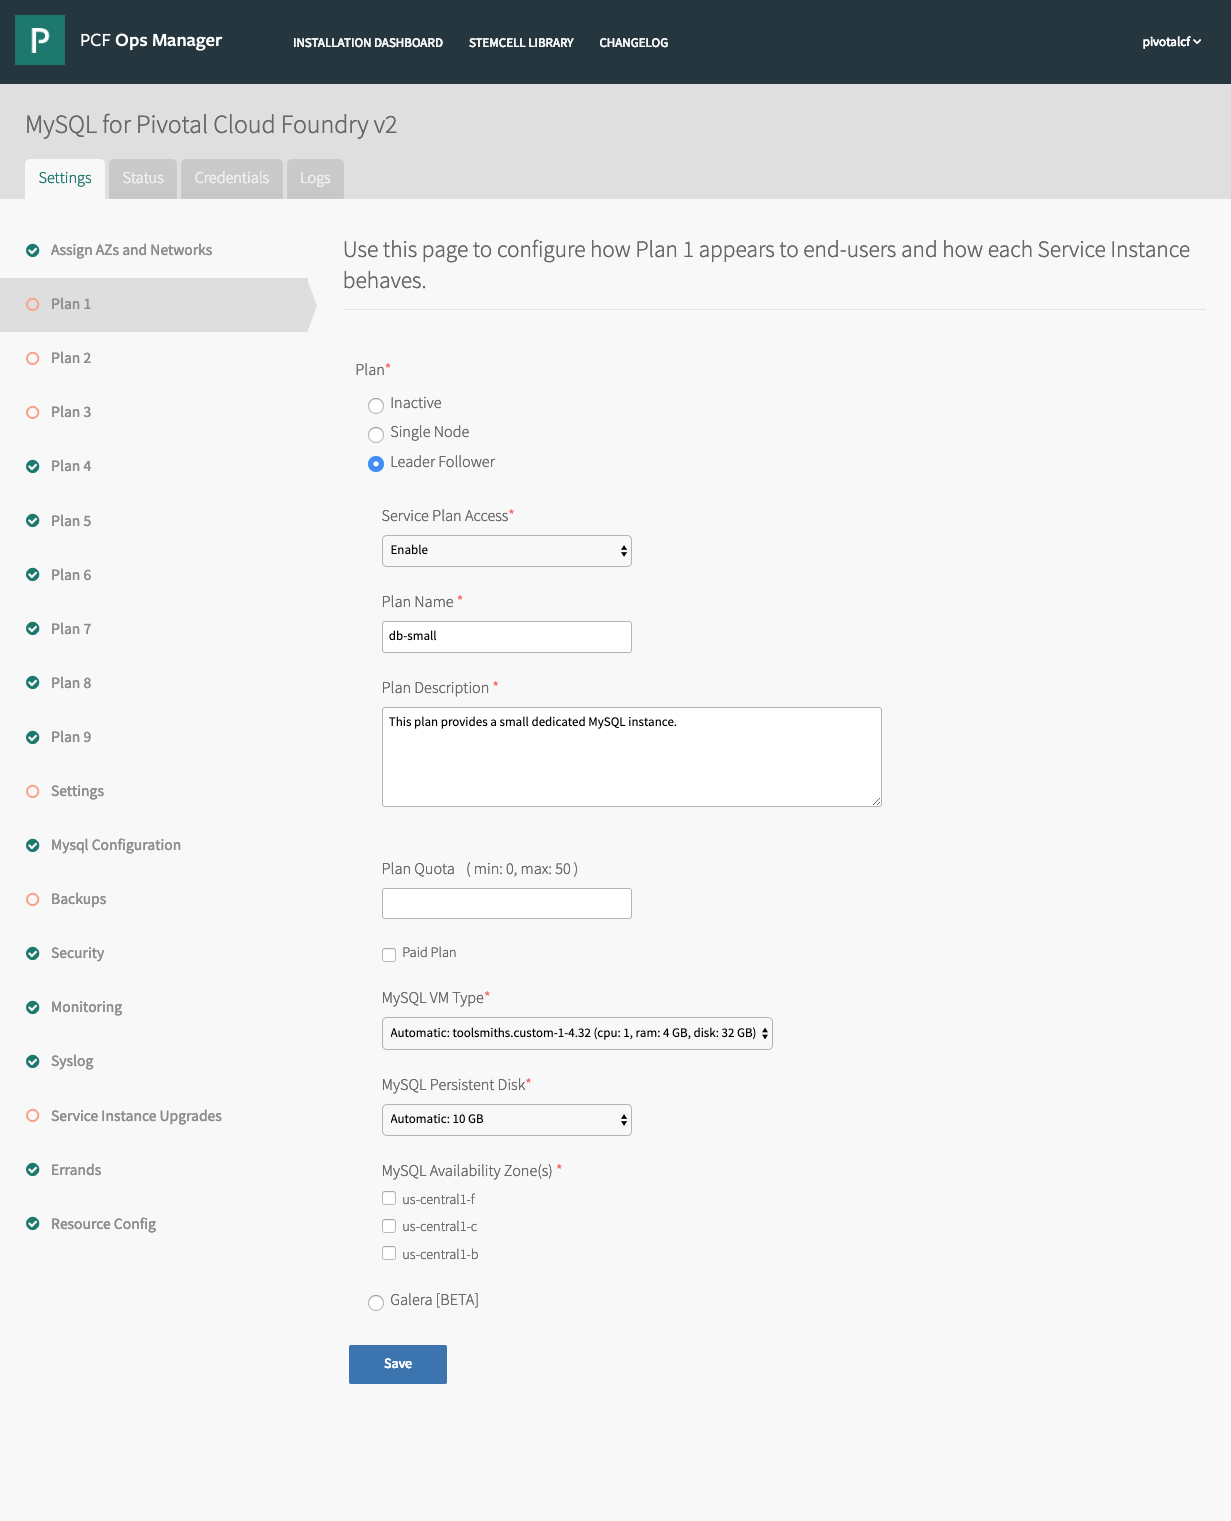 P PCF Ops Manager INSTALLATION DASHBOARD STEMCELL LIBRARY CHANGELOG pivotalcf
MySQL for Pivotal Cloud Foundry v2
Settings Status Credentials Logs
Assign AZs and Networks
Plan 1
Plan 2
Plan 3
Plan 4
Plan 5
Plan 6
Plan 7
Plan 8
Plan 9
Settings
Mysql Configuration
Backups
Security
Monitoring
Syslog
Service Instance Upgrades
Errands
Resource Config
Use this page to configure how Plan 1 appears to end-users and how each Service Instance
behaves.
Plan*
Inactive
Single Node
Leader Follower
Service Plan Access*
Enable
Plan Name *
db-small
Plan Description *
This plan provides a small dedicated MySQL instance.
Plan Quota ( min: 0, max: 50 )
Paid Plan
MySQL VM Type*
Automatic: toolsmiths.custom-1-4.32 (cpu: 1, ram: 4 GB, disk: 32 GB)
MySQL Persistent Disk*
Automatic: 10 GB
MySQL Availability Zone(s) *
us-central1-f
us-central1-c
us-central1-b
Galera [BETA]
Save